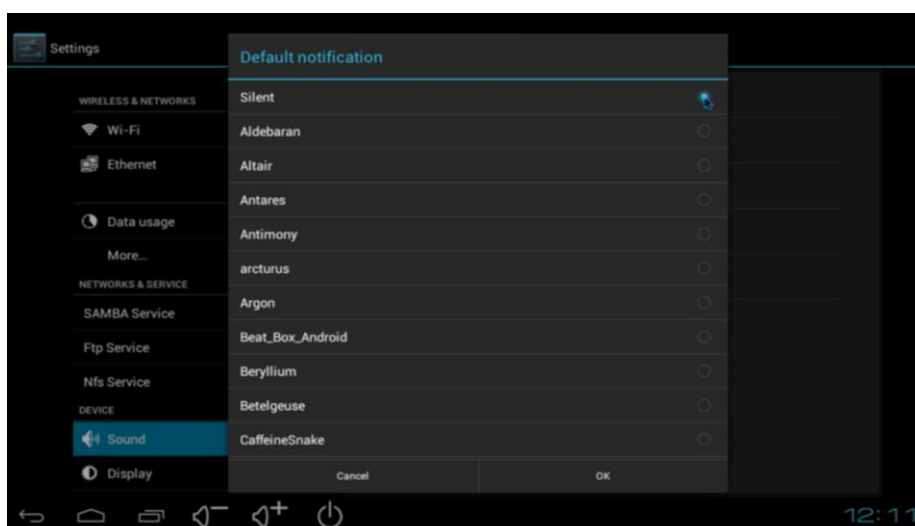 Settings
Default notification
WIRELESS & NETWORKS
Wi-Fi
Ethernet
Data usage
More...
NETWORKS & SERVICE
SAMBA Service
Ftp Service
Nfs Service
DEVICE
Sound
Display
Silent
Aldebaran
Altair
Antares
Antimony
arcturus
Argon
Beat_Box_Android
Beryllium
Betelgeuse
CaffeineSnake
Cancel
OK
12:11